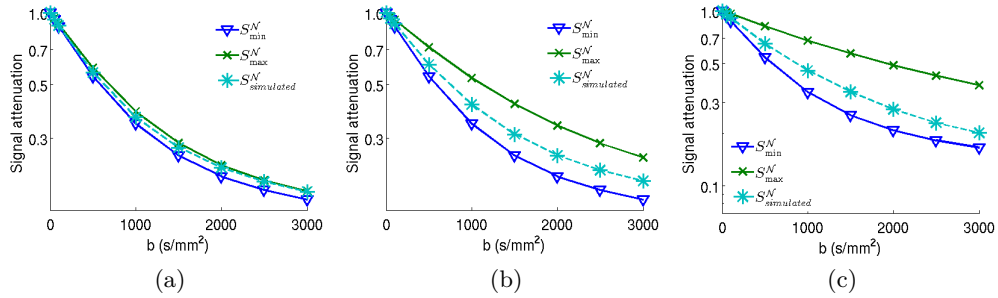 Signal attenuation
1.0
0.7
0.5
0.3
0
1000
2000
3000
b (s/mm²)
S^N_min
S^N_max
S^N_simulated
(a)
Signal attenuation
1.0
0.7
0.5
0.3
0
1000
2000
3000
b (s/mm²)
S^N_min
S^N_max
S^N_simulated
(b)
Signal attenuation
1.0
0.7
0.5
0.3
0.1
0
1000
2000
3000
b (s/mm²)
S^N_min
S^N_max
S^N_simulated
(c)